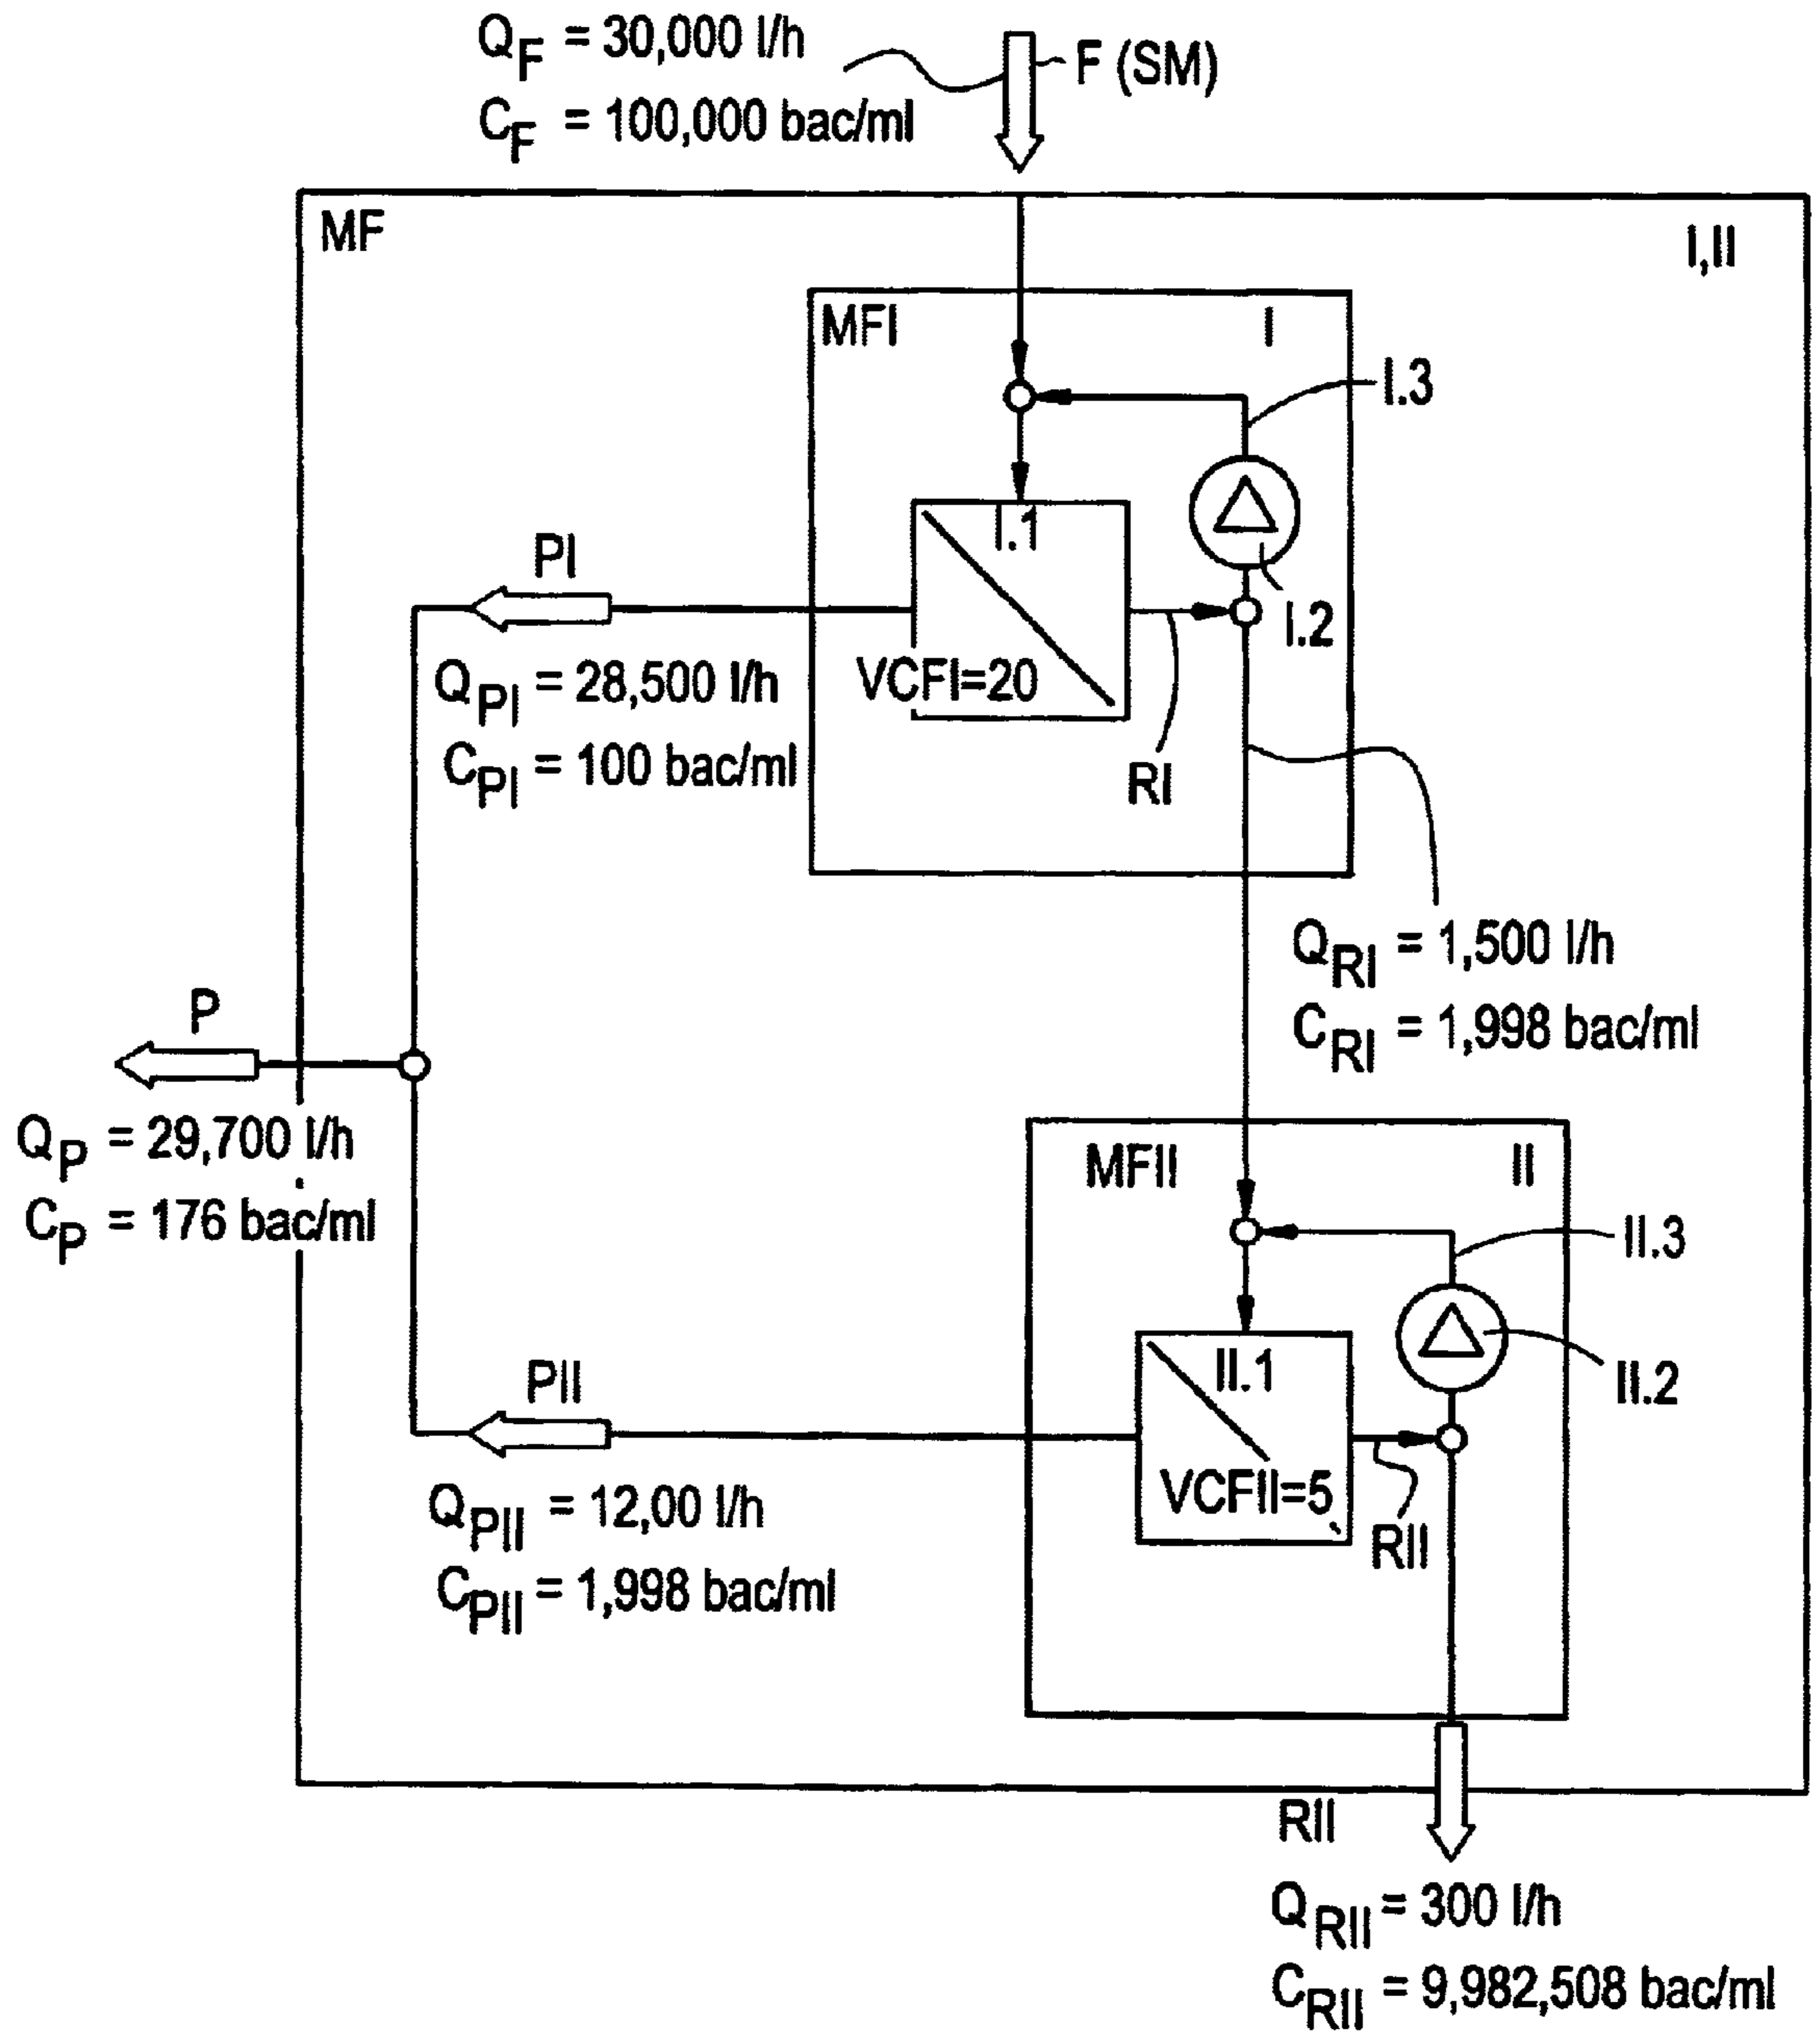 Q_F = 30,000 l/h
C_F = 100,000 bac/ml
F (SM)
MF
I,II
MFI
I
I.3
I.1
I.2
VCFI=20
RI
PI
Q_PI = 28,500 l/h
C_PI = 100 bac/ml
Q_RI = 1,500 l/h
C_RI = 1,998 bac/ml
P
Q_P = 29,700 l/h
C_P = 176 bac/ml
MFII
II
II.3
II.1
II.2
VCFII=5
RII
PII
Q_PII = 12,00 l/h
C_PII = 1,998 bac/ml
RII
Q_RII = 300 l/h
C_RII = 9,982,508 bac/ml